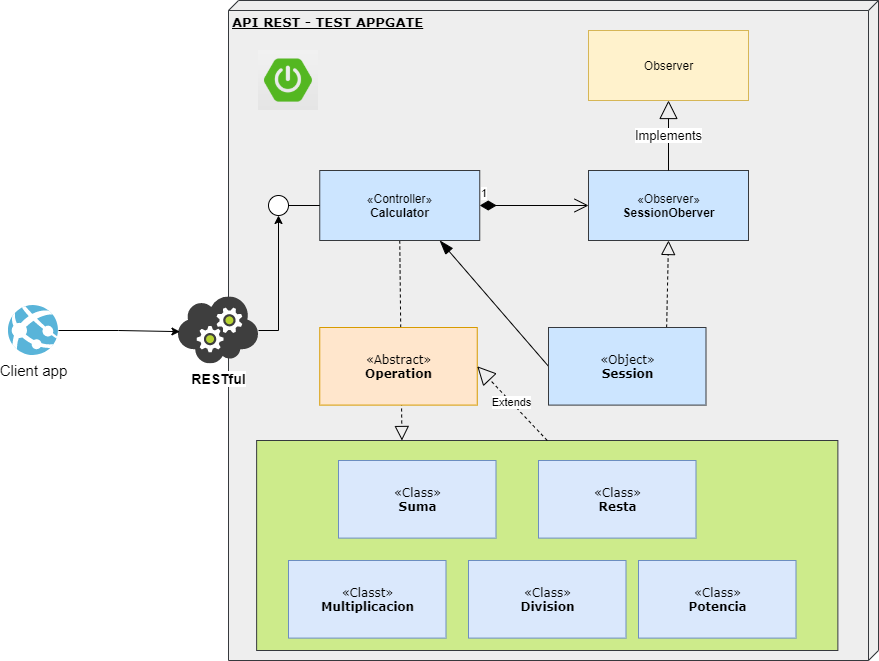 API REST - TEST APPGATE
Observer
Implements
«Controller»
Calculator
1
«Observer»
SessionOberver
Client app
RESTful
«Abstract»
Operation
Extends
«Object»
Session
«Class»
Suma
«Class»
Resta
«Classt»
Multiplicacion
«Class»
Division
«Class»
Potencia